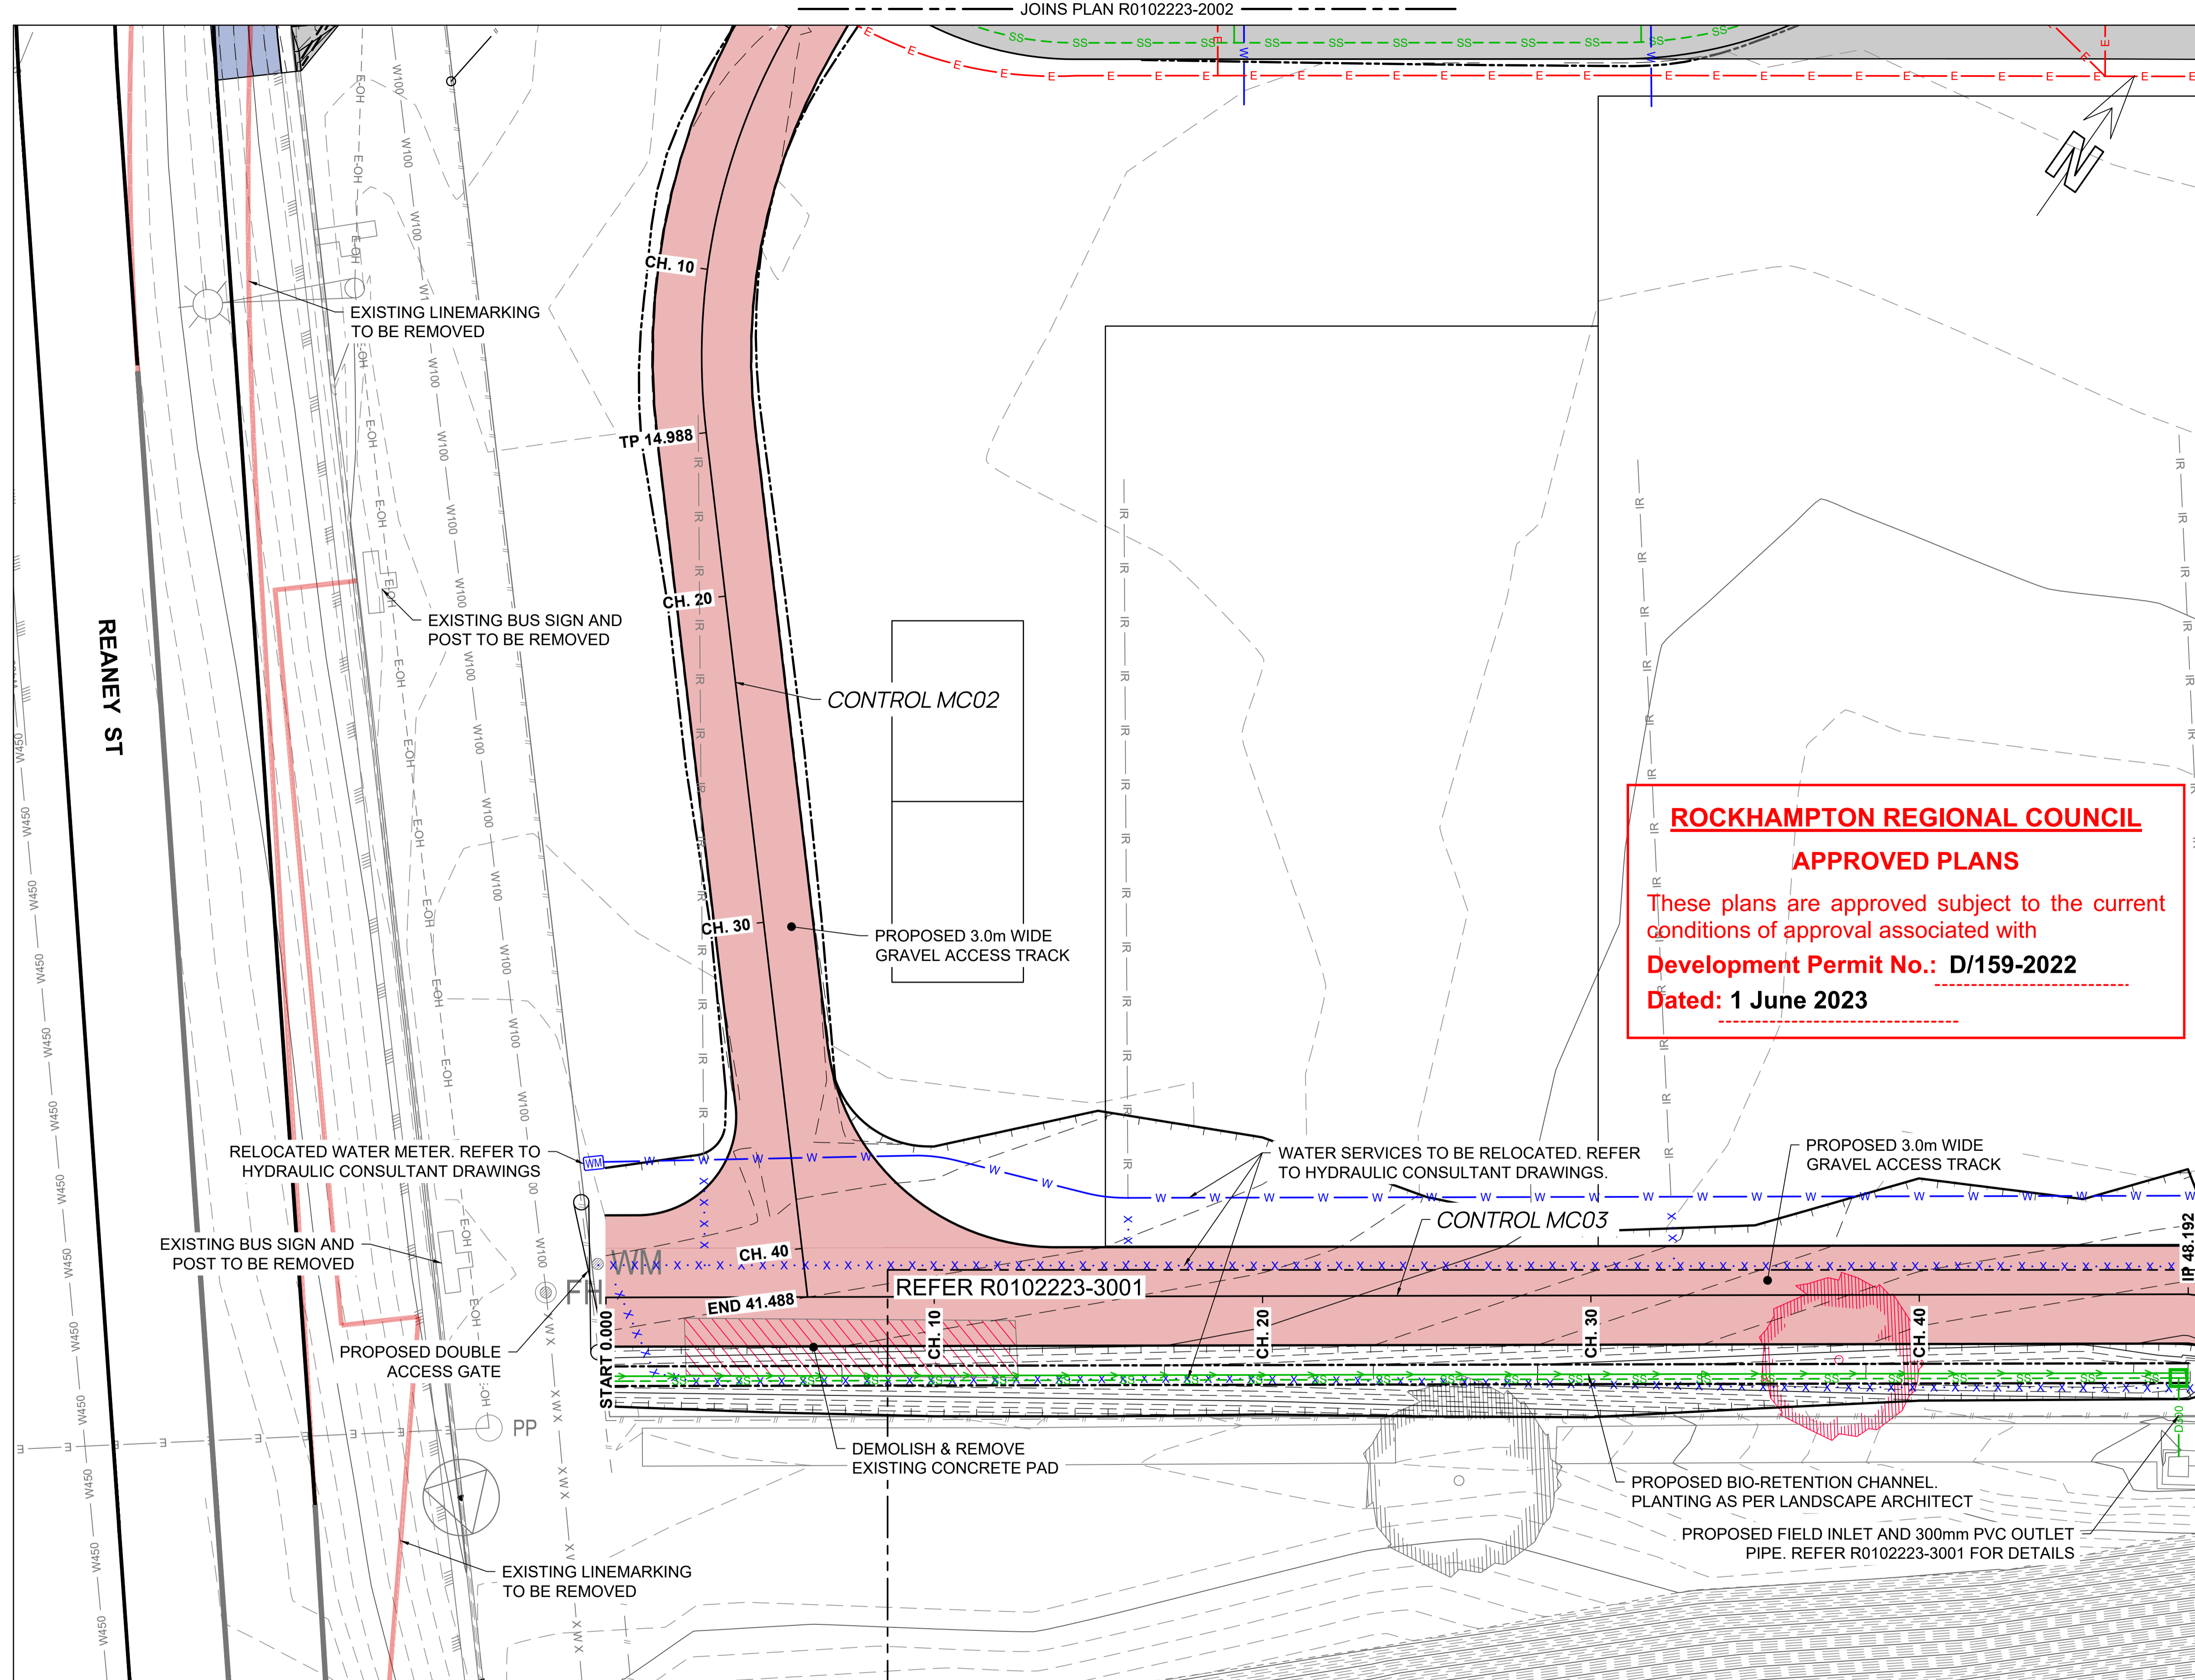 JOINS PLAN R0102223-2002
N
CH. 10
EXISTING LINEMARKING
TO BE REMOVED
TP 14.988
CH. 20
EXISTING BUS SIGN AND
POST TO BE REMOVED
REANEY ST
CONTROL MC02
ROCKHAMPTON REGIONAL COUNCIL
APPROVED PLANS
These plans are approved subject to the current
conditions of approval associated with
Development Permit No.: D/159-2022
Dated: 1 June 2023
CH. 30
PROPOSED 3.0m WIDE
GRAVEL ACCESS TRACK
RELOCATED WATER METER. REFER TO
HYDRAULIC CONSULTANT DRAWINGS
WM
WATER SERVICES TO BE RELOCATED. REFER
TO HYDRAULIC CONSULTANT DRAWINGS.
PROPOSED 3.0m WIDE
GRAVEL ACCESS TRACK
CONTROL MC03
EXISTING BUS SIGN AND
POST TO BE REMOVED
CH. 40
WM
FH
REFER R0102223-3001
END 41.488
START 0.000
CH. 10
CH. 20
CH. 30
CH. 40
IP 48.192
PROPOSED DOUBLE
ACCESS GATE
PP
DEMOLISH & REMOVE
EXISTING CONCRETE PAD
D300
PROPOSED BIO-RETENTION CHANNEL.
PLANTING AS PER LANDSCAPE ARCHITECT
PROPOSED FIELD INLET AND 300mm PVC OUTLET
PIPE. REFER R0102223-3001 FOR DETAILS
EXISTING LINEMARKING
TO BE REMOVED
W450
W100
E-OH
IR
SS
E
W